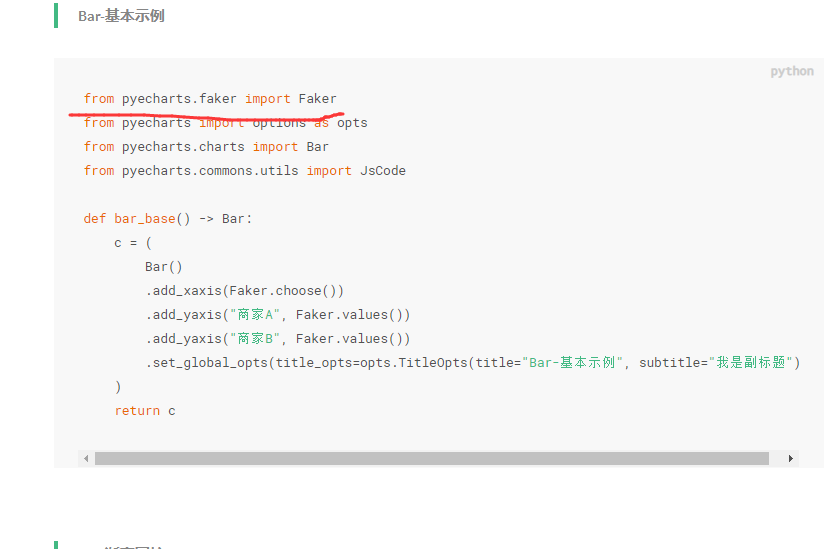 Bar-基本示例
python
from pyecharts.faker import Faker
from pyecharts import options as opts
from pyecharts.charts import Bar
from pyecharts.commons.utils import JsCode
def bar_base() -> Bar:
c = (
Bar()
.add_xaxis(Faker.choose())
.add_yaxis("商家A", Faker.values())
.add_yaxis("商家B", Faker.values())
.set_global_opts(title_opts=opts.TitleOpts(title="Bar-基本示例", subtitle="我是副标题")
)
return c